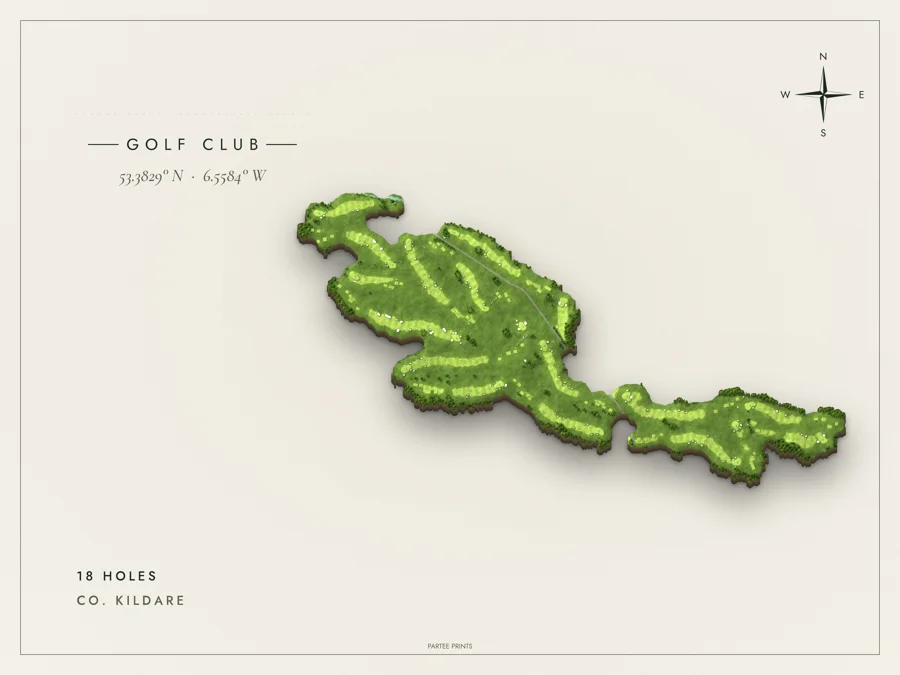 N
W E
S
GOLF CLUB
53.3829° N · 6.5584° W
18 HOLES
CO. KILDARE
PARTEE PRINTS